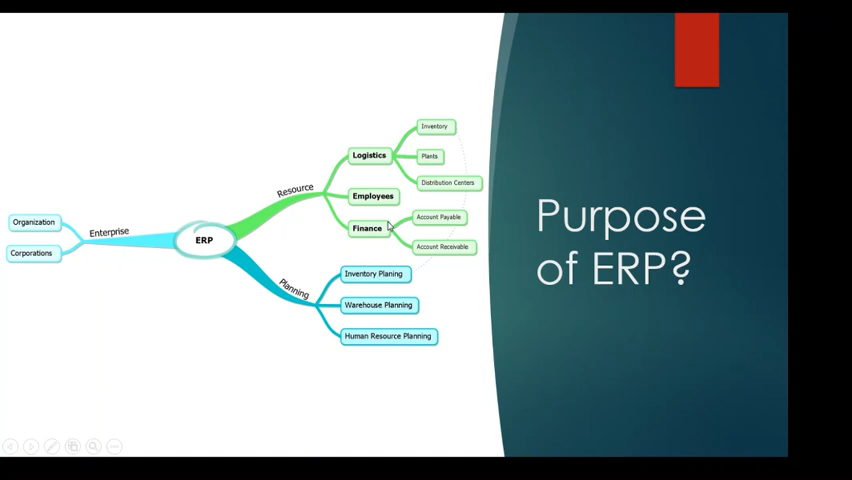 Organization
Corporations
Enterprise
ERP
Resource
Logistics
Inventory
Plants
Distribution Centers
Employees
Finance
Account Payable
Account Receivable
Planning
Inventory Planing
Warehouse Planning
Human Resource Planning
Purpose
of ERP?